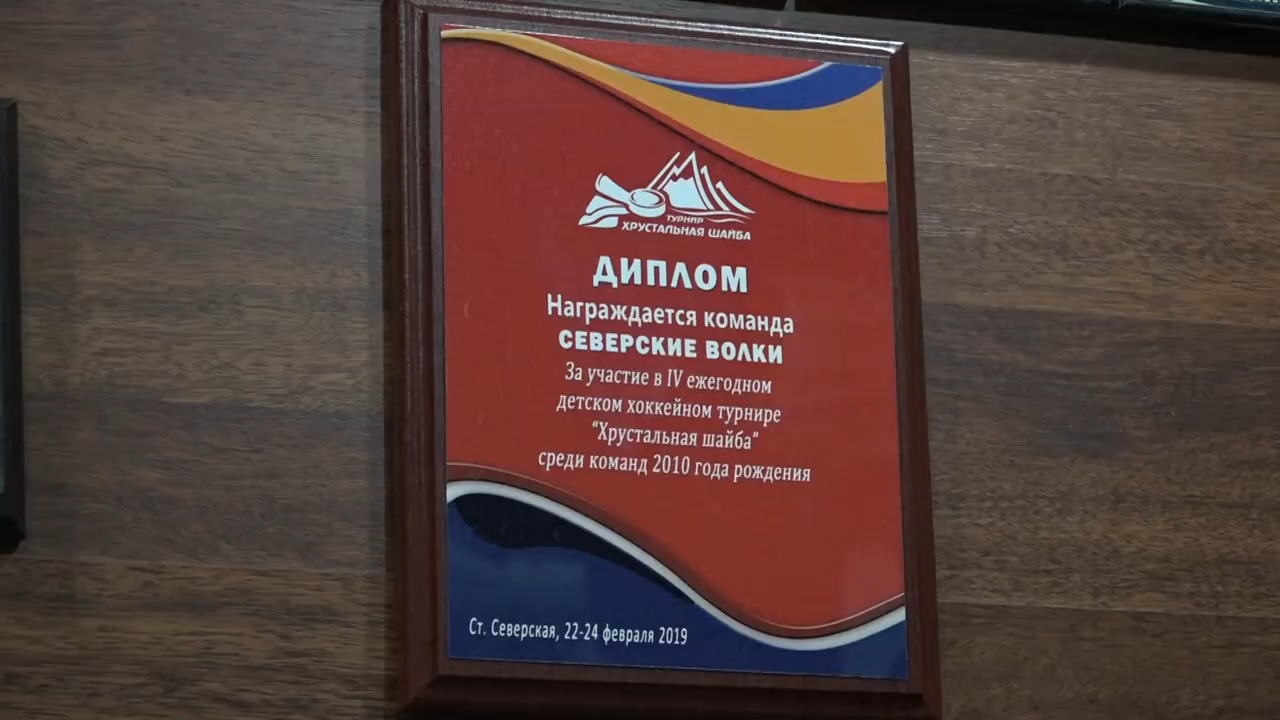 ТУРНИР
ХРУСТАЛЬНАЯ ШАЙБА
ДИПЛОМ
Награждается команда
СЕВЕРСКИЕ ВОЛКИ
За участие в IV ежегодном
детском хоккейном турнире
“Хрустальная шайба”
среди команд 2010 года рождения
Ст. Северская, 22-24 февраля 2019